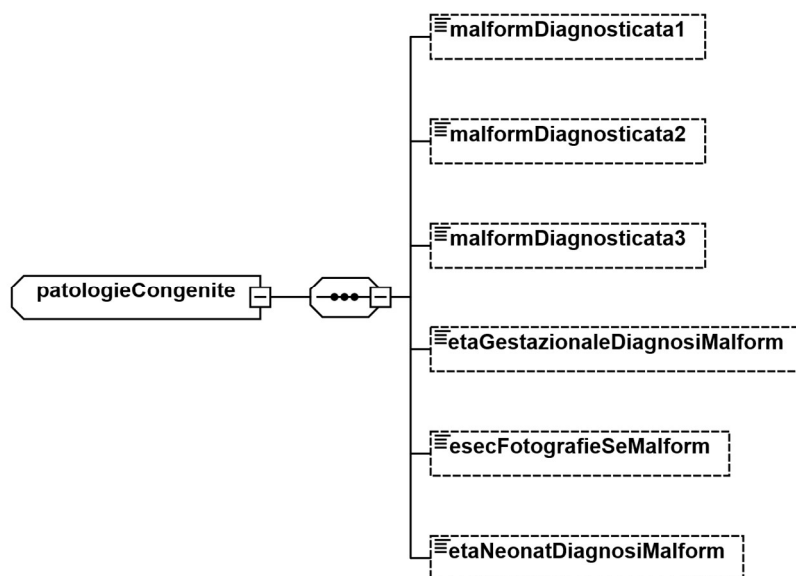 malformDiagnosticata1
malformDiagnosticata2
malformDiagnosticata3
patologieCongenite
etaGestazionaleDiagnosiMalform
esecFotografieSeMalform
etaNeonatDiagnosiMalform